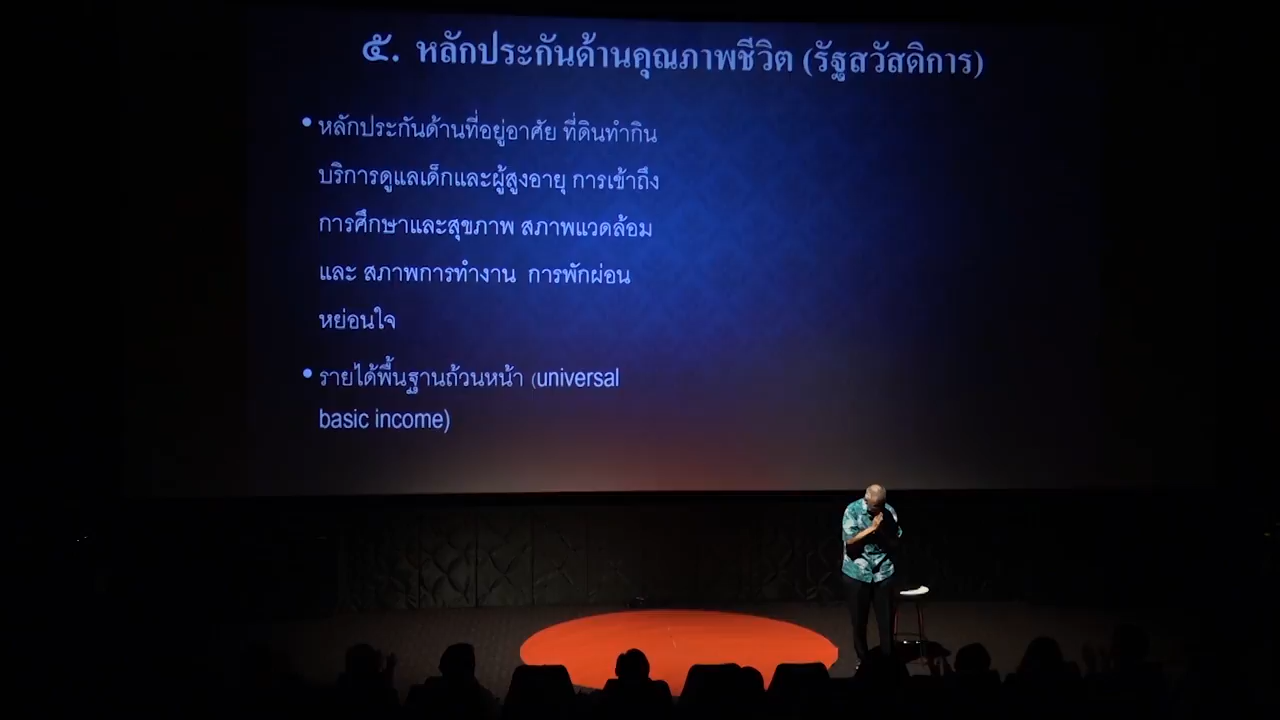 ๕. หลักประกันด้านคุณภาพชีวิต (รัฐสวัสดิการ)
• หลักประกันด้านที่อยู่อาศัย ที่ดินทำกิน
บริการดูแลเด็กและผู้สูงอายุ การเข้าถึง
การศึกษาและสุขภาพ สภาพแวดล้อม
และ สภาพการทำงาน การพักผ่อน
หย่อนใจ
• รายได้พื้นฐานถ้วนหน้า (universal
basic income)